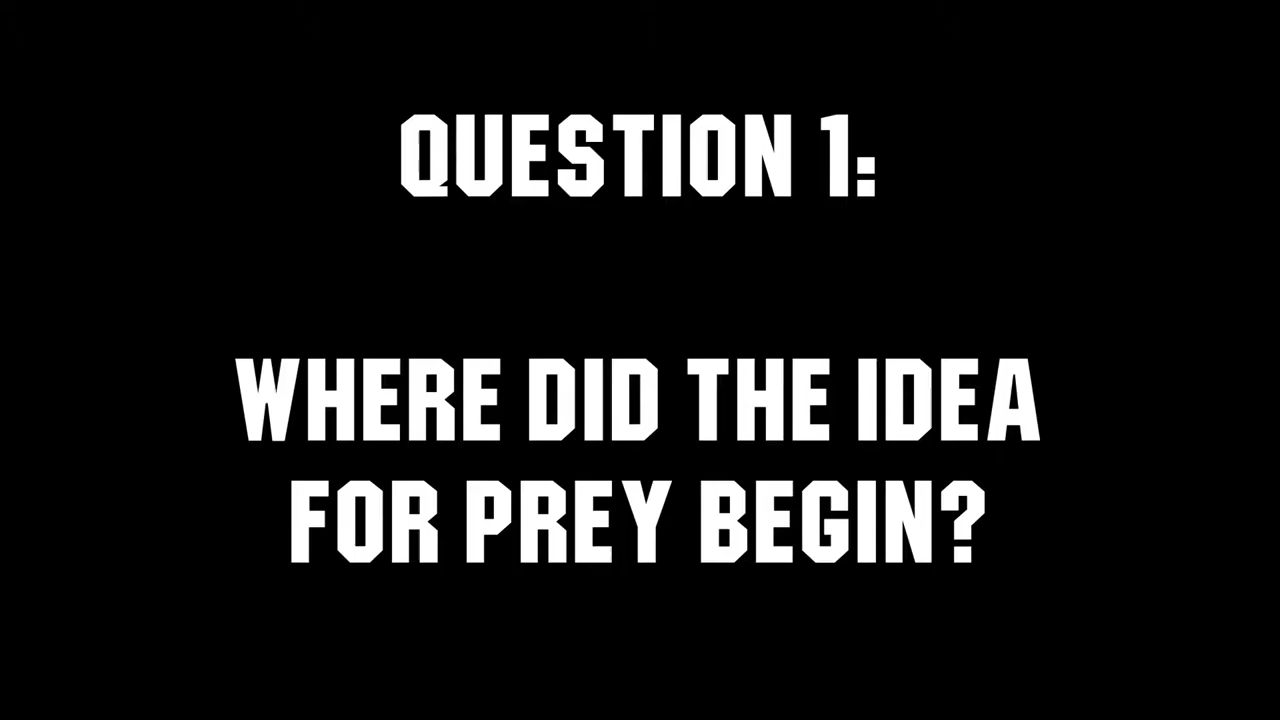 QUESTION 1:
WHERE DID THE IDEA
FOR PREY BEGIN?